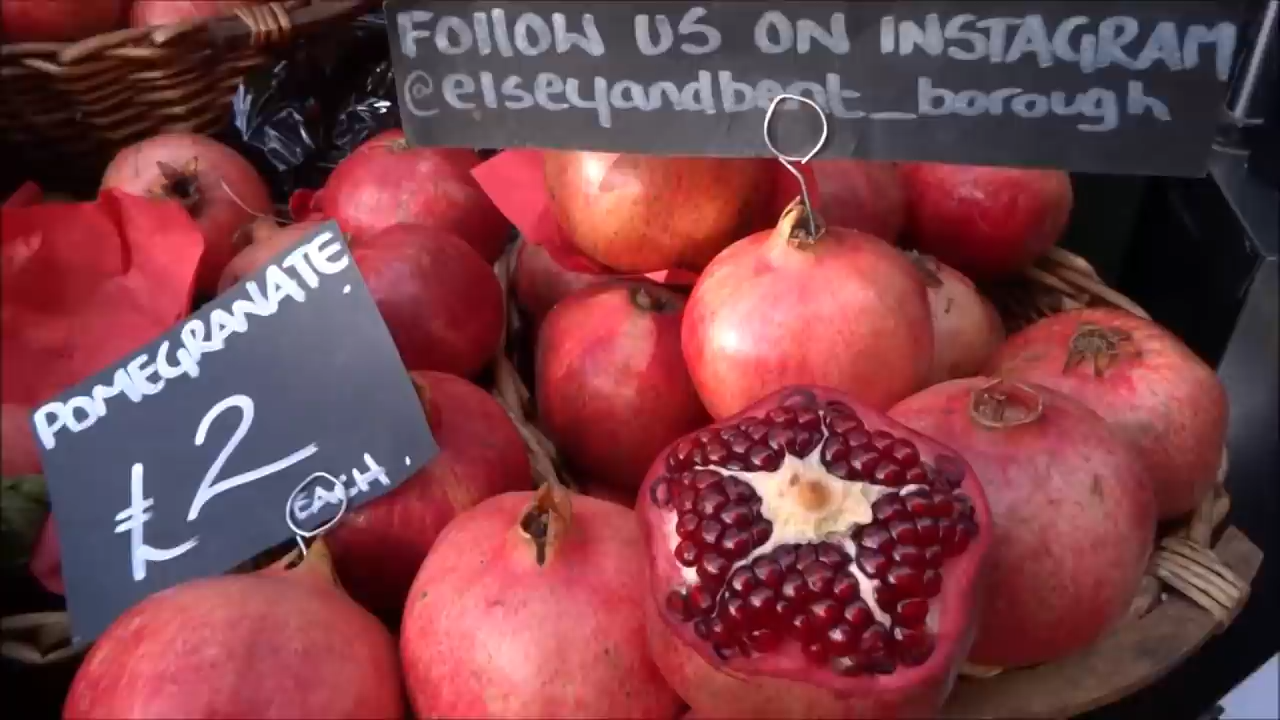 FOLLOW US ON INSTAGRAM
@elseyandbent_borough
POMEGRANATE.
£2
EACH.